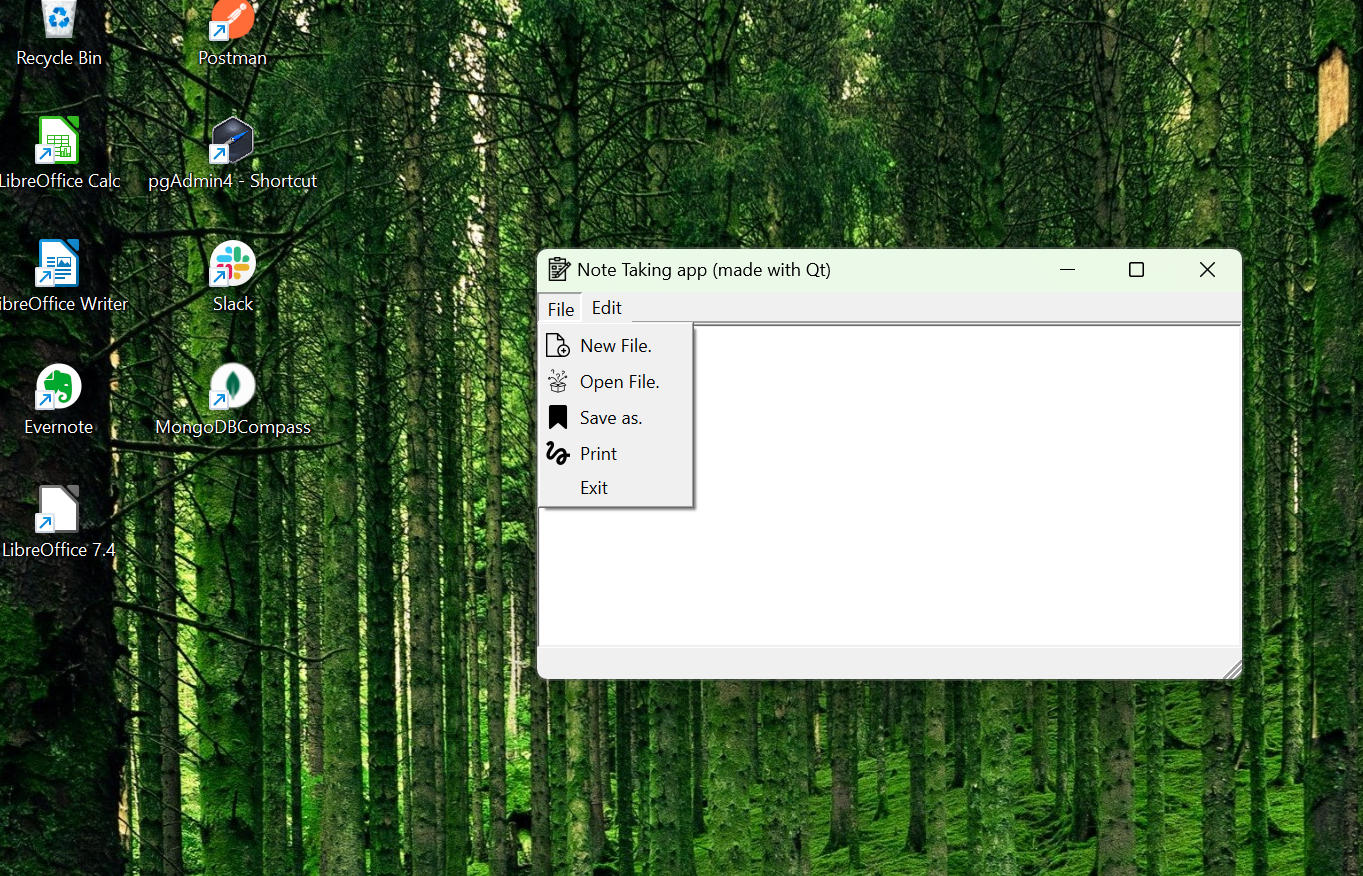 Recycle Bin
Postman
LibreOffice Calc
pgAdmin4 - Shortcut
ibreOffice Writer
Slack
Evernote
MongoDBCompass
LibreOffice 7.4
Note Taking app (made with Qt)
File Edit
New File.
Open File.
Save as.
Print
Exit